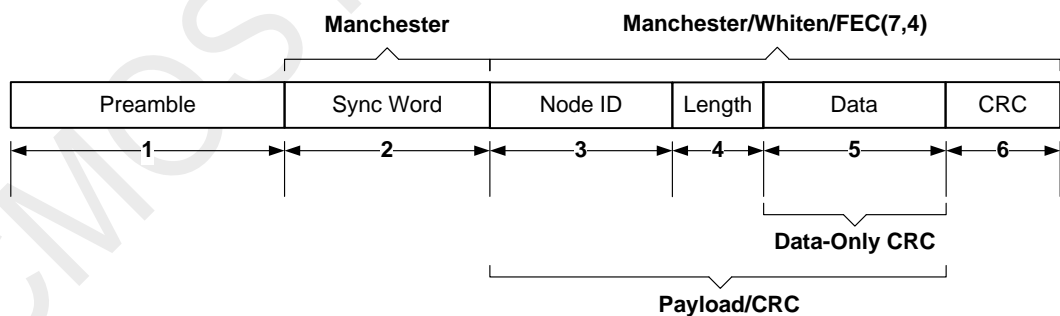 Manchester
Manchester/Whiten/FEC(7,4)
Preamble
Sync Word
Node ID
Length
Data
CRC
1
2
3
4
5
6
Data-Only CRC
Payload/CRC
CMOS